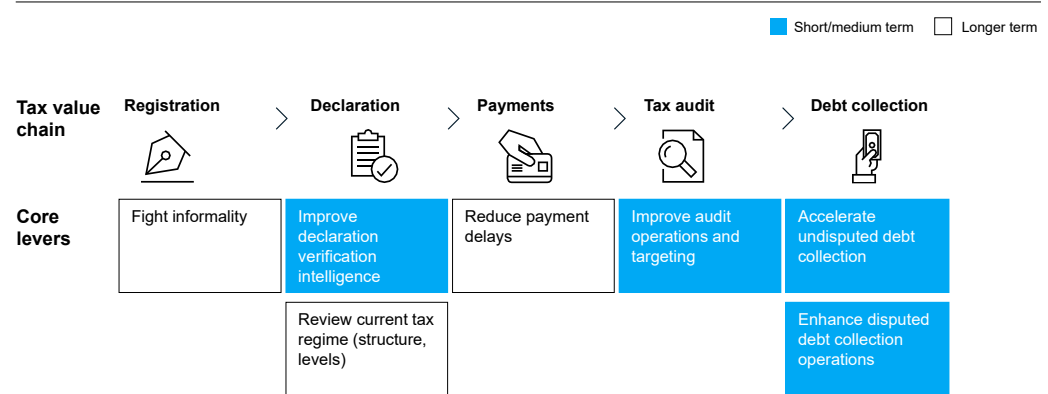 Short/medium term
Longer term
Tax value
chain
Registration
Declaration
Payments
Tax audit
Debt collection
Core
levers
Fight informality
Improve
declaration
verification
intelligence
Reduce payment
delays
Improve audit
operations and
targeting
Accelerate
undisputed debt
collection
Review current tax
regime (structure,
levels)
Enhance disputed
debt collection
operations